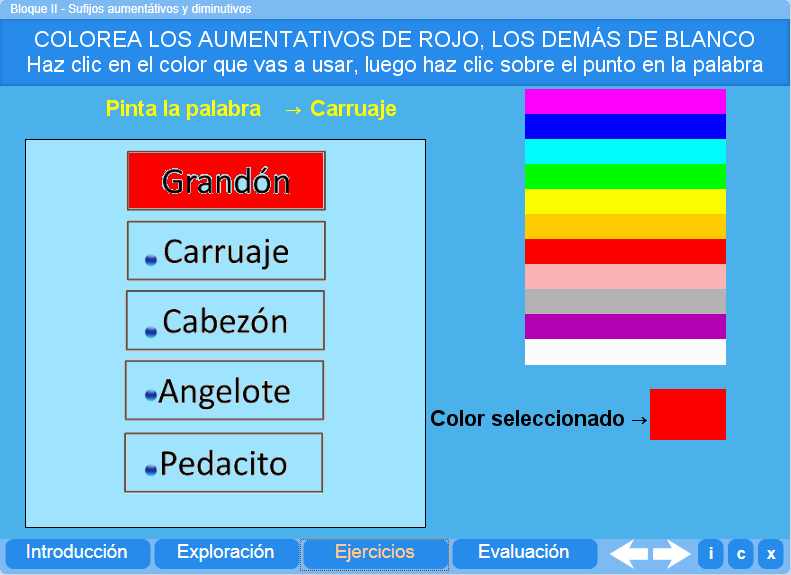 Bloque II - Sufijos aumentátivos y diminutivos
COLOREA LOS AUMENTATIVOS DE ROJO, LOS DEMÁS DE BLANCO
Haz clic en el color que vas a usar, luego haz clic sobre el punto en la palabra
Pinta la palabra → Carruaje
Grandón
Carruaje
Cabezón
Angelote
Pedacito
Color seleccionado →
Introducción Exploración Ejercicios Evaluación i c x